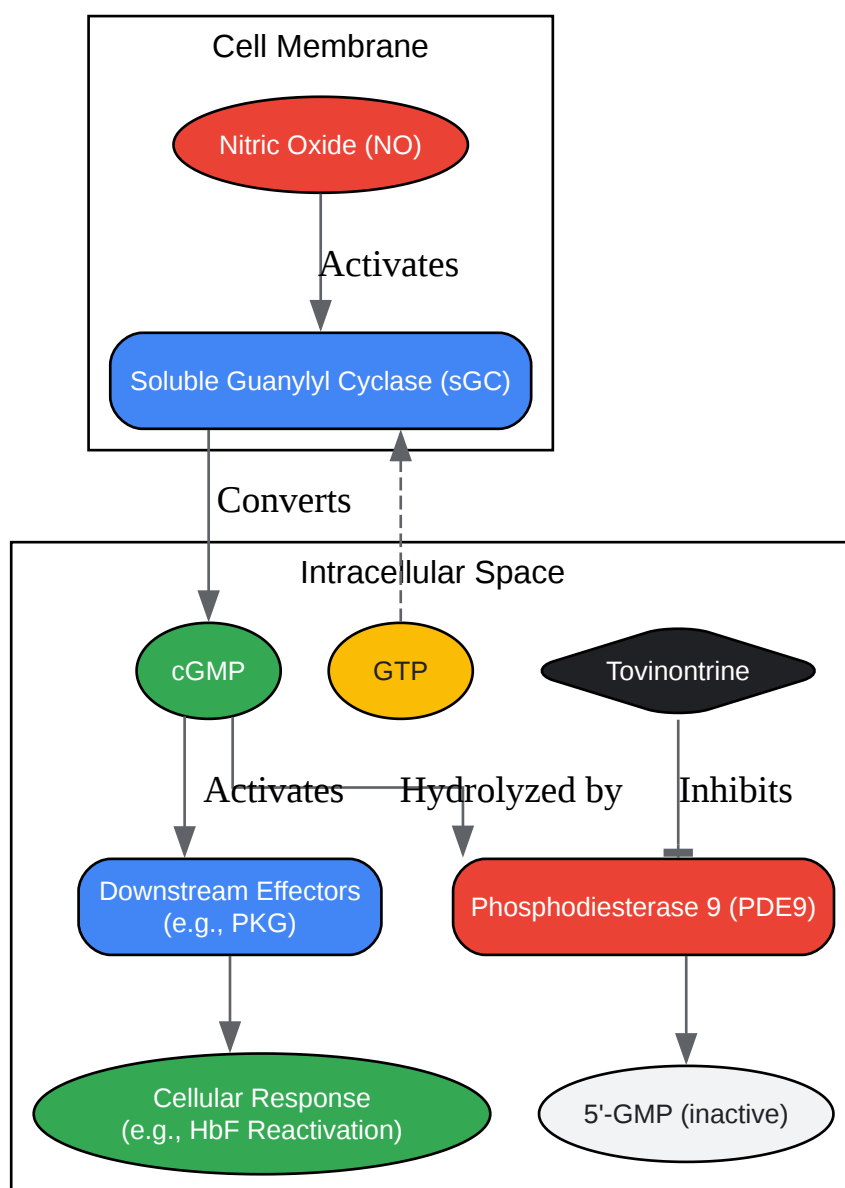 Cell Membrane
Nitric Oxide (NO)
Activates
Soluble Guanylyl Cyclase (sGC)
Converts
Intracellular Space
cGMP
GTP
Tovinontrine
Activates
Hydrolyzed by
Inhibits
Downstream Effectors
(e.g., PKG)
Phosphodiesterase 9 (PDE9)
Cellular Response
(e.g., HbF Reactivation)
5'-GMP (inactive)